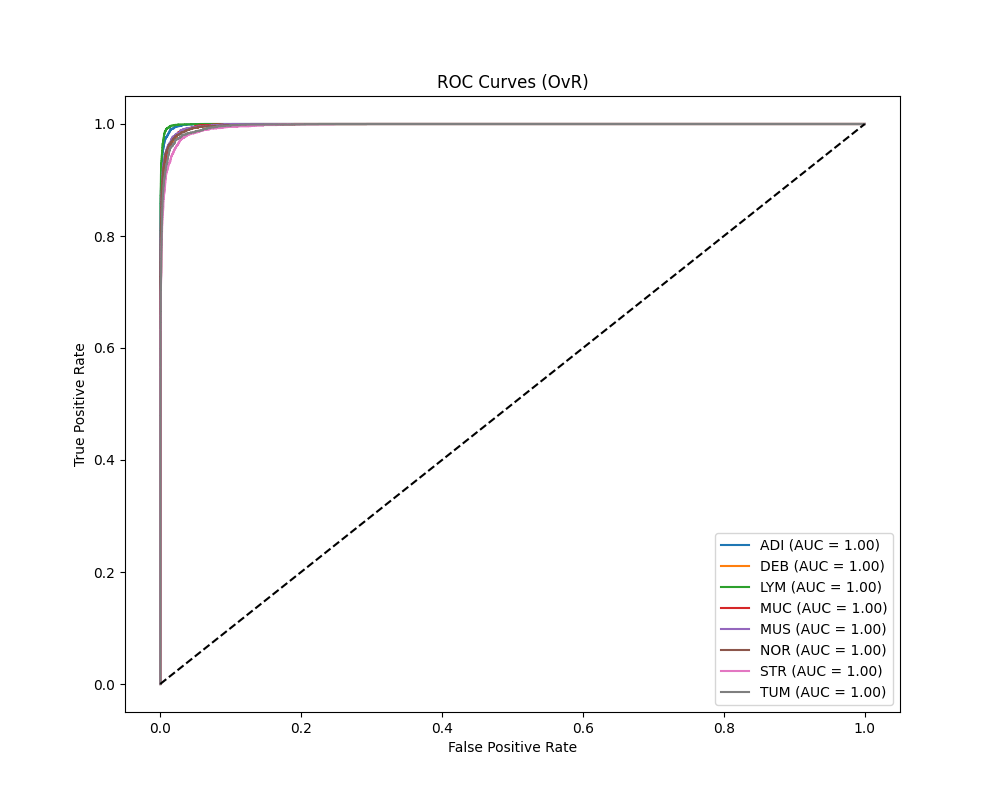 ROC Curves (OvR)
1.0
0.8
0.6
0.4
0.2
0.0
True Positive Rate
ADI (AUC = 1.00)
DEB (AUC = 1.00)
LYM (AUC = 1.00)
MUC (AUC = 1.00)
MUS (AUC = 1.00)
NOR (AUC = 1.00)
STR (AUC = 1.00)
TUM (AUC = 1.00)
0.0 0.2 0.4 0.6 0.8 1.0
False Positive Rate